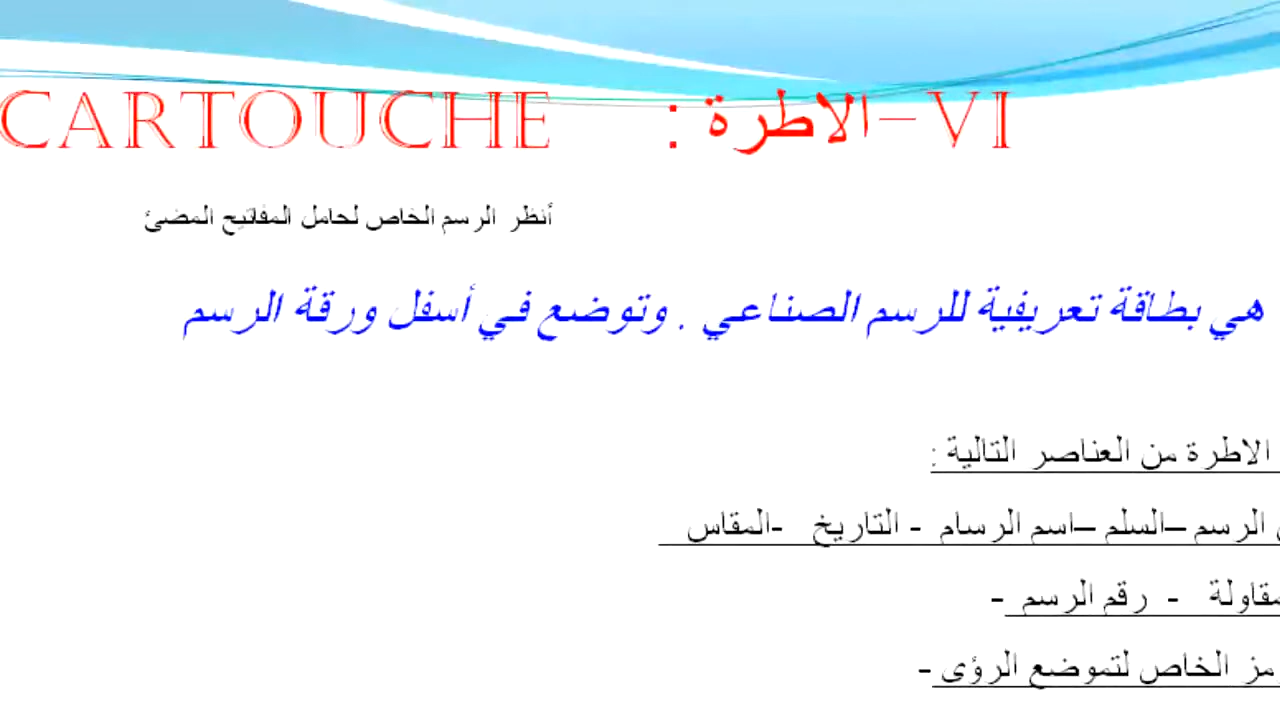 VI-الاطرة : CARTOUCHE
أنظر الرسم الخاص لحامل المفاتيح المضئ
هي بطاقة تعريفية للرسم الصناعي . وتوضع في أسفل ورقة الرسم
الاطرة من العناصر التالية :
الرسم –السلم –اسم الرسام - التاريخ -المقاس
- رقم الرسم -
الخاص لتموضع الرؤى -